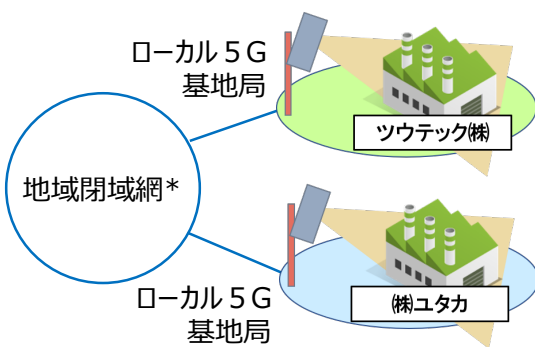 ローカル５Ｇ
基地局
ツウテック㈱
地域閉域網*
㈱ユタカ
ローカル５Ｇ
基地局